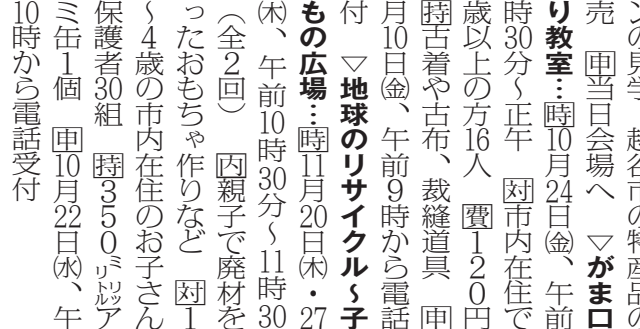 ンの見学、越谷市の特産品の
売　申当日会場へ　▽がま口
り教室…時10月24日㈮、午前
時30分～正午　対市内在住で
歳以上の方16人　費１２０円
持古着や古布、裁縫道具　申
月10日㈮、午前９時から電話
付　▽地球のリサイクル～子
もの広場…時11月20日㈭・27
㈭、午前10時30分～11時30
（全２回）　内親子で廃材を
ったおもちゃ作りなど　対１
～４歳の市内在住のお子さん
保護者30組　持３５０ミリリットルア
ミ缶１個　申10月22日㈬、午
10時から電話受付